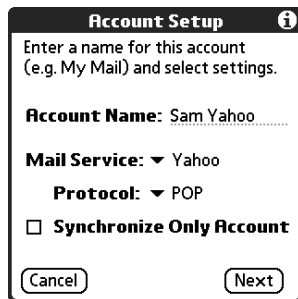 Account Setup
Enter a name for this account
(e.g. My Mail) and select settings.
Account Name: Sam Yahoo
Mail Service: Yahoo
Protocol: POP
Synchronize Only Account
Cancel Next